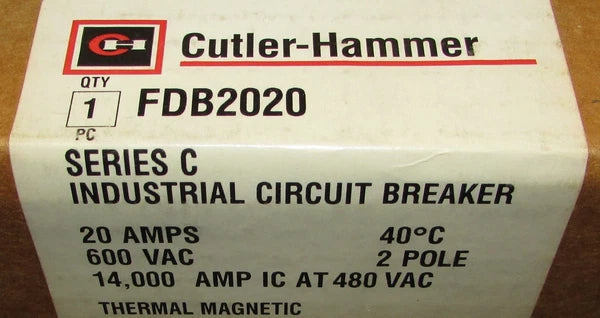 CH
Cutler-Hammer
QTY
1
PC
FDB2020
SERIES C
INDUSTRIAL CIRCUIT BREAKER
20 AMPS 40°C
600 VAC 2 POLE
14,000 AMP IC AT 480 VAC
THERMAL MAGNETIC